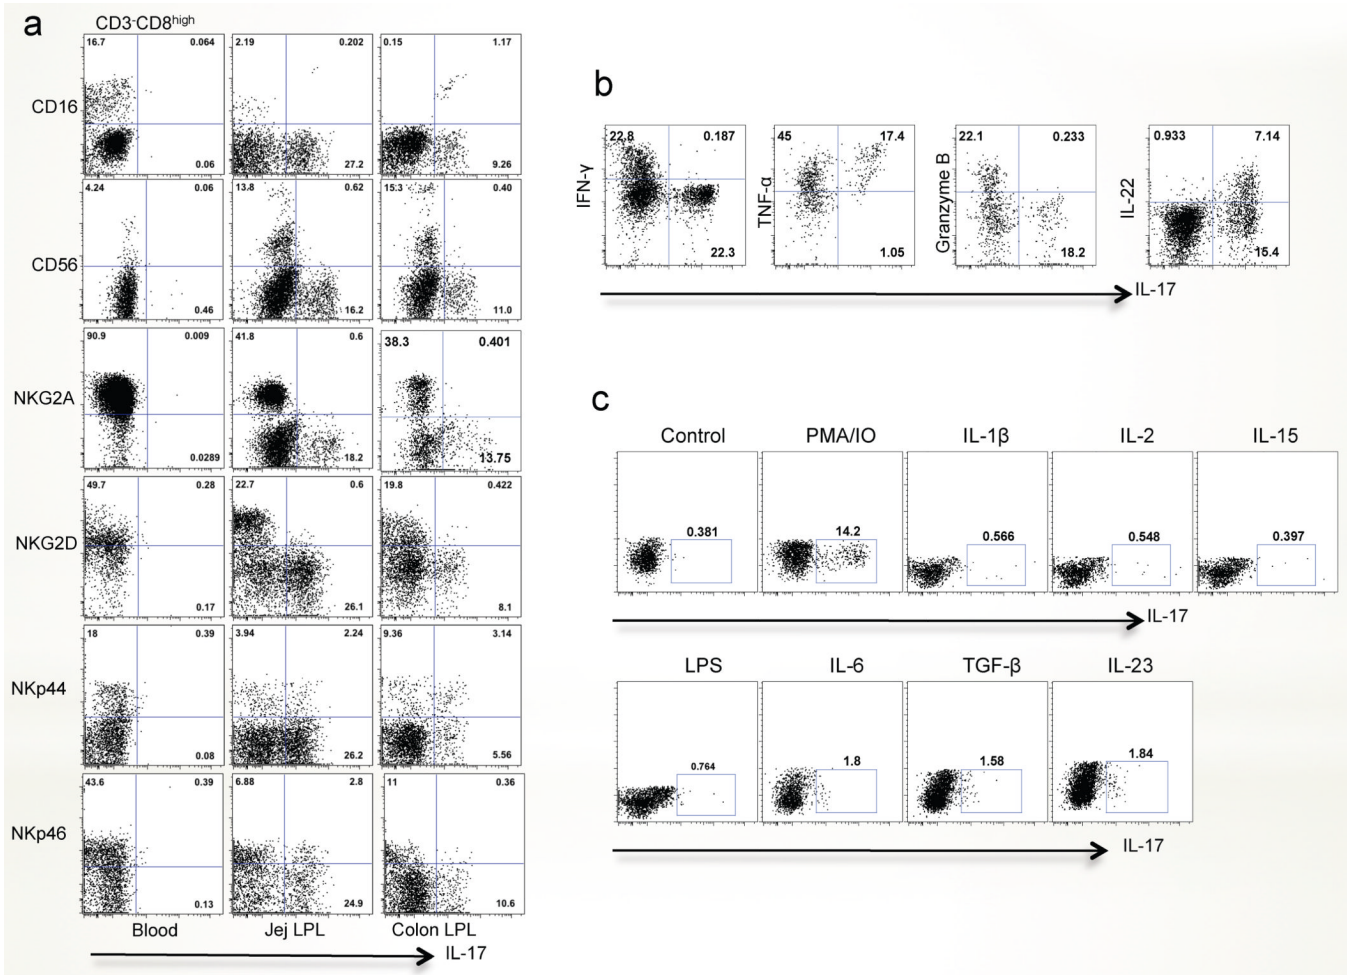 a
CD3⁻CD8ʰⁱᵍʰ
CD16
16.7 0.064 2.19 0.202 0.15 1.17
0.06 27.2 9.26
CD56
4.24 0.06 13.8 0.62 15.3 0.40
0.46 16.2 11.0
NKG2A
90.9 0.009 41.8 0.6 38.3 0.401
0.0289 18.2 13.75
NKG2D
49.7 0.28 22.7 0.6 19.8 0.422
0.17 26.1 8.1
NKp44
18 0.39 3.94 2.24 9.36 3.14
0.08 26.2 5.56
NKp46
43.6 0.39 6.88 2.8 11 0.36
0.13 24.9 10.6
Blood Jej LPL Colon LPL
IL-17
b
IFN-γ
22.8 0.187
22.3
TNF-α
45 17.4
1.05
Granzyme B
22.1 0.233
18.2
IL-22
0.933 7.14
15.4
IL-17
c
Control PMA/IO IL-1β IL-2 IL-15
0.381 14.2 0.566 0.548 0.397
IL-17
LPS IL-6 TGF-β IL-23
0.764 1.8 1.58 1.84
IL-17